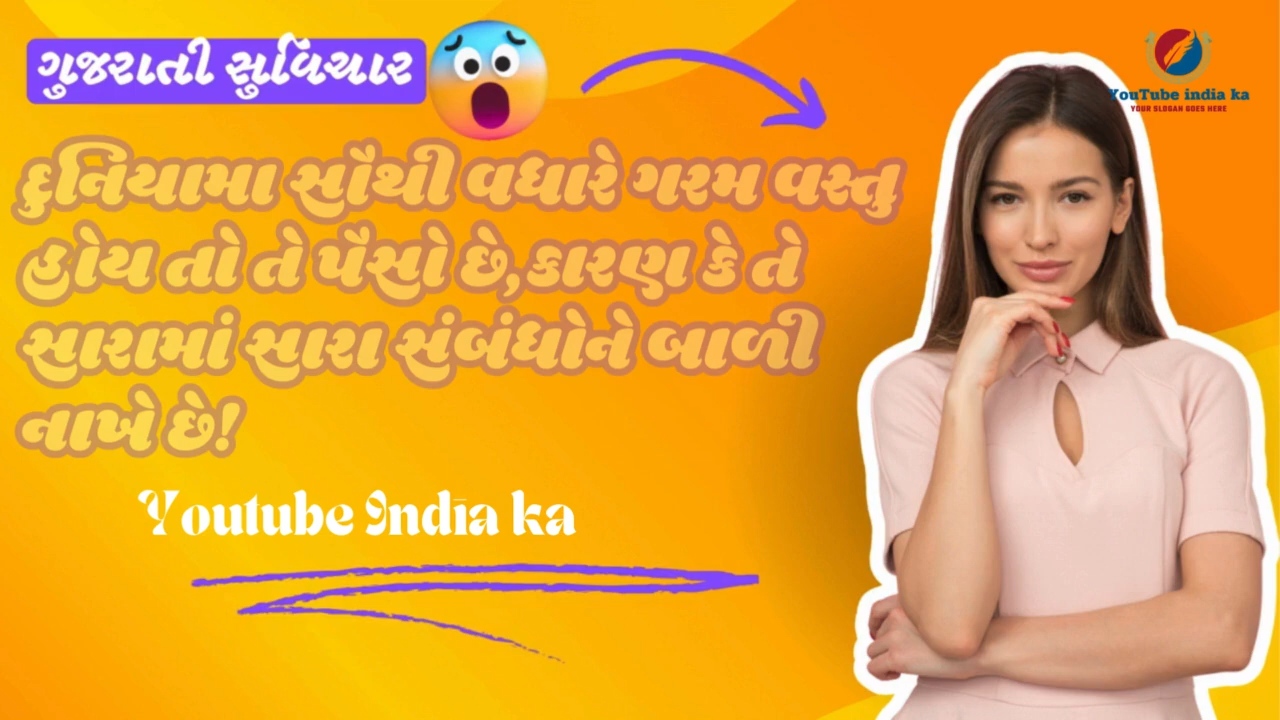 ગુજરાતી સુવિચાર
YouTube india ka
YOUR SLOGAN GOES HERE
દુનિયામા સૌથી વધારે ગરમ વસ્તુ
હોય તો તે પૈસો છે,કારણ કે તે
સારામાં સારા સંબંધોને બાળી
નાખે છે!
Youtube India ka